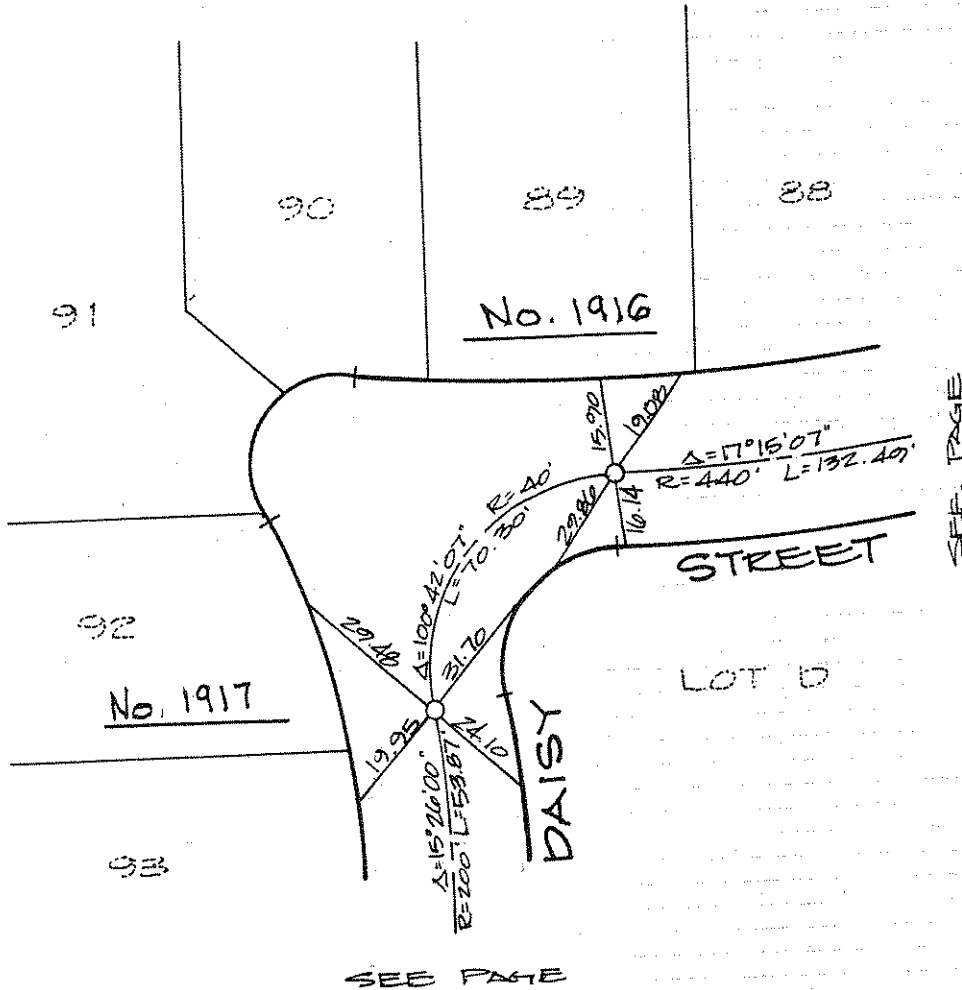 90
89
88
91
No. 1916
15.90
19.08
Δ=17°15'07"
R=440' L=132.49'
SEE PAGE
R=40'
Δ=100°42'07"
L=70.30'
29.86
16.14
STREET
92
29.48
31.70
LOT D
No. 1917
19.95
24.10
DAISY
Δ=15°26'00"
R=200' L=53.87'
93
SEE PAGE